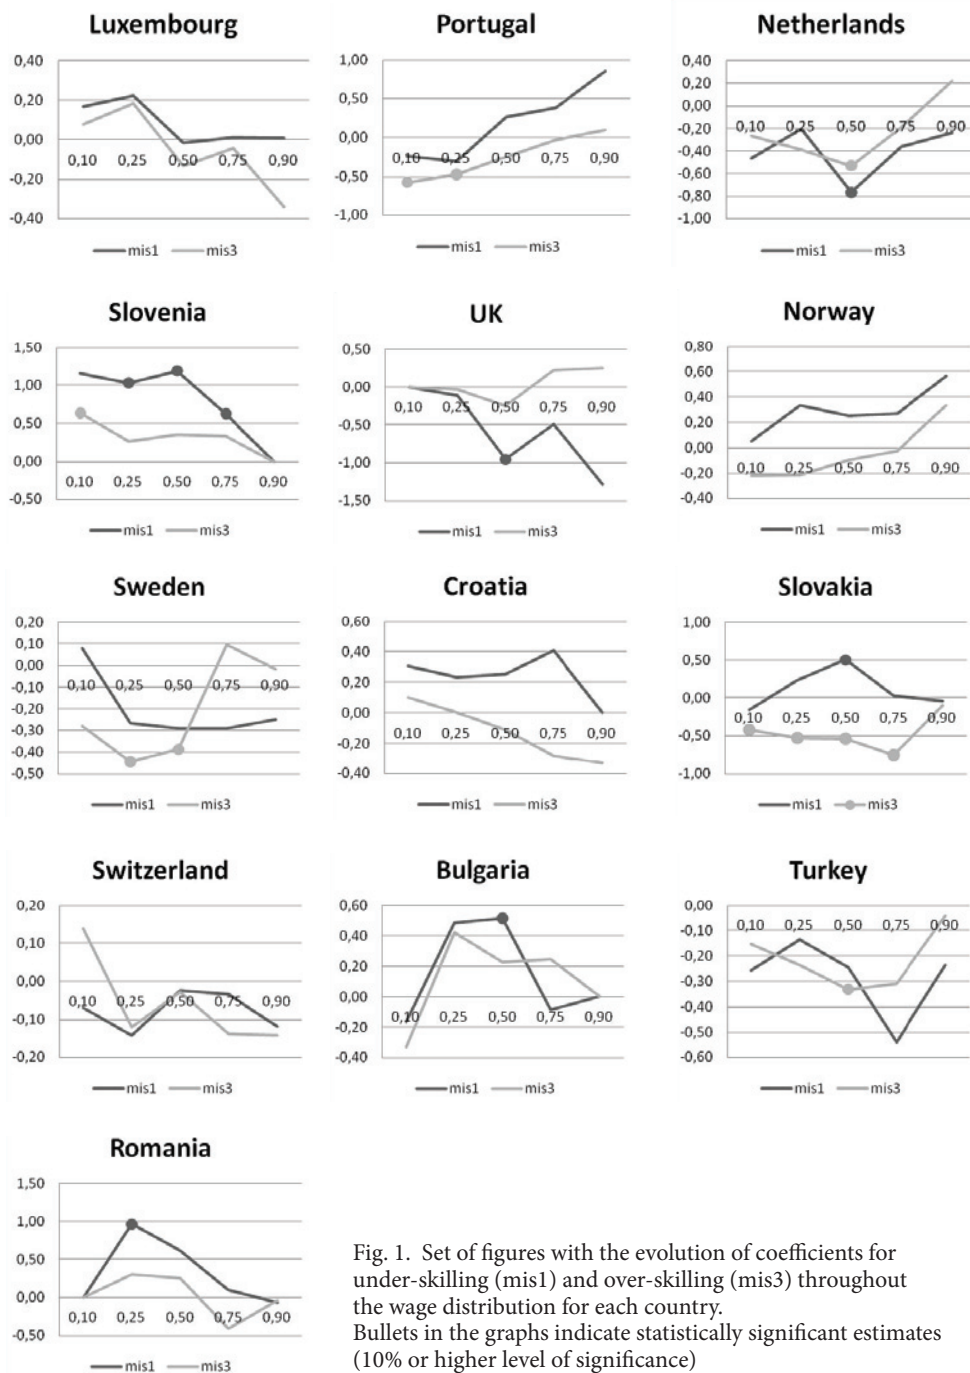 Luxembourg
0,40
0,20
0,00
-0,20
-0,40
0,10 0,25 0,50 0,75 0,90
mis1 mis3
Portugal
1,00
0,50
0,00
-0,50
-1,00
0,10 0,25 0,50 0,75 0,90
mis1 mis3
Netherlands
0,40
0,20
0,00
-0,20
-0,40
-0,60
-0,80
-1,00
0,10 0,25 0,50 0,75 0,90
mis1 mis3
Slovenia
1,50
1,00
0,50
0,00
-0,50
0,10 0,25 0,50 0,75 0,90
mis1 mis3
UK
0,50
0,00
-0,50
-1,00
-1,50
0,10 0,25 0,50 0,75 0,90
mis1 mis3
Norway
0,80
0,60
0,40
0,20
0,00
-0,20
-0,40
0,10 0,25 0,50 0,75 0,90
mis1 mis3
Sweden
0,20
0,10
0,00
-0,10
-0,20
-0,30
-0,40
-0,50
0,10 0,25 0,50 0,75 0,90
mis1 mis3
Croatia
0,60
0,40
0,20
0,00
-0,20
-0,40
0,10 0,25 0,50 0,75 0,90
mis1 mis3
Slovakia
1,00
0,50
0,00
-0,50
-1,00
0,10 0,25 0,50 0,75 0,90
mis1 mis3
Switzerland
0,20
0,10
0,00
-0,10
-0,20
0,10 0,25 0,50 0,75 0,90
mis1 mis3
Bulgaria
0,60
0,40
0,20
0,00
-0,20
-0,40
0,10 0,25 0,50 0,75 0,90
mis1 mis3
Turkey
0,00
-0,10
-0,20
-0,30
-0,40
-0,50
-0,60
0,10 0,25 0,50 0,75 0,90
mis1 mis3
Romania
1,50
1,00
0,50
0,00
-0,50
0,10 0,25 0,50 0,75 0,90
mis1 mis3
Fig. 1. Set of figures with the evolution of coefficients for
under-skilling (mis1) and over-skilling (mis3) throughout
the wage distribution for each country.
Bullets in the graphs indicate statistically significant estimates
(10% or higher level of significance)